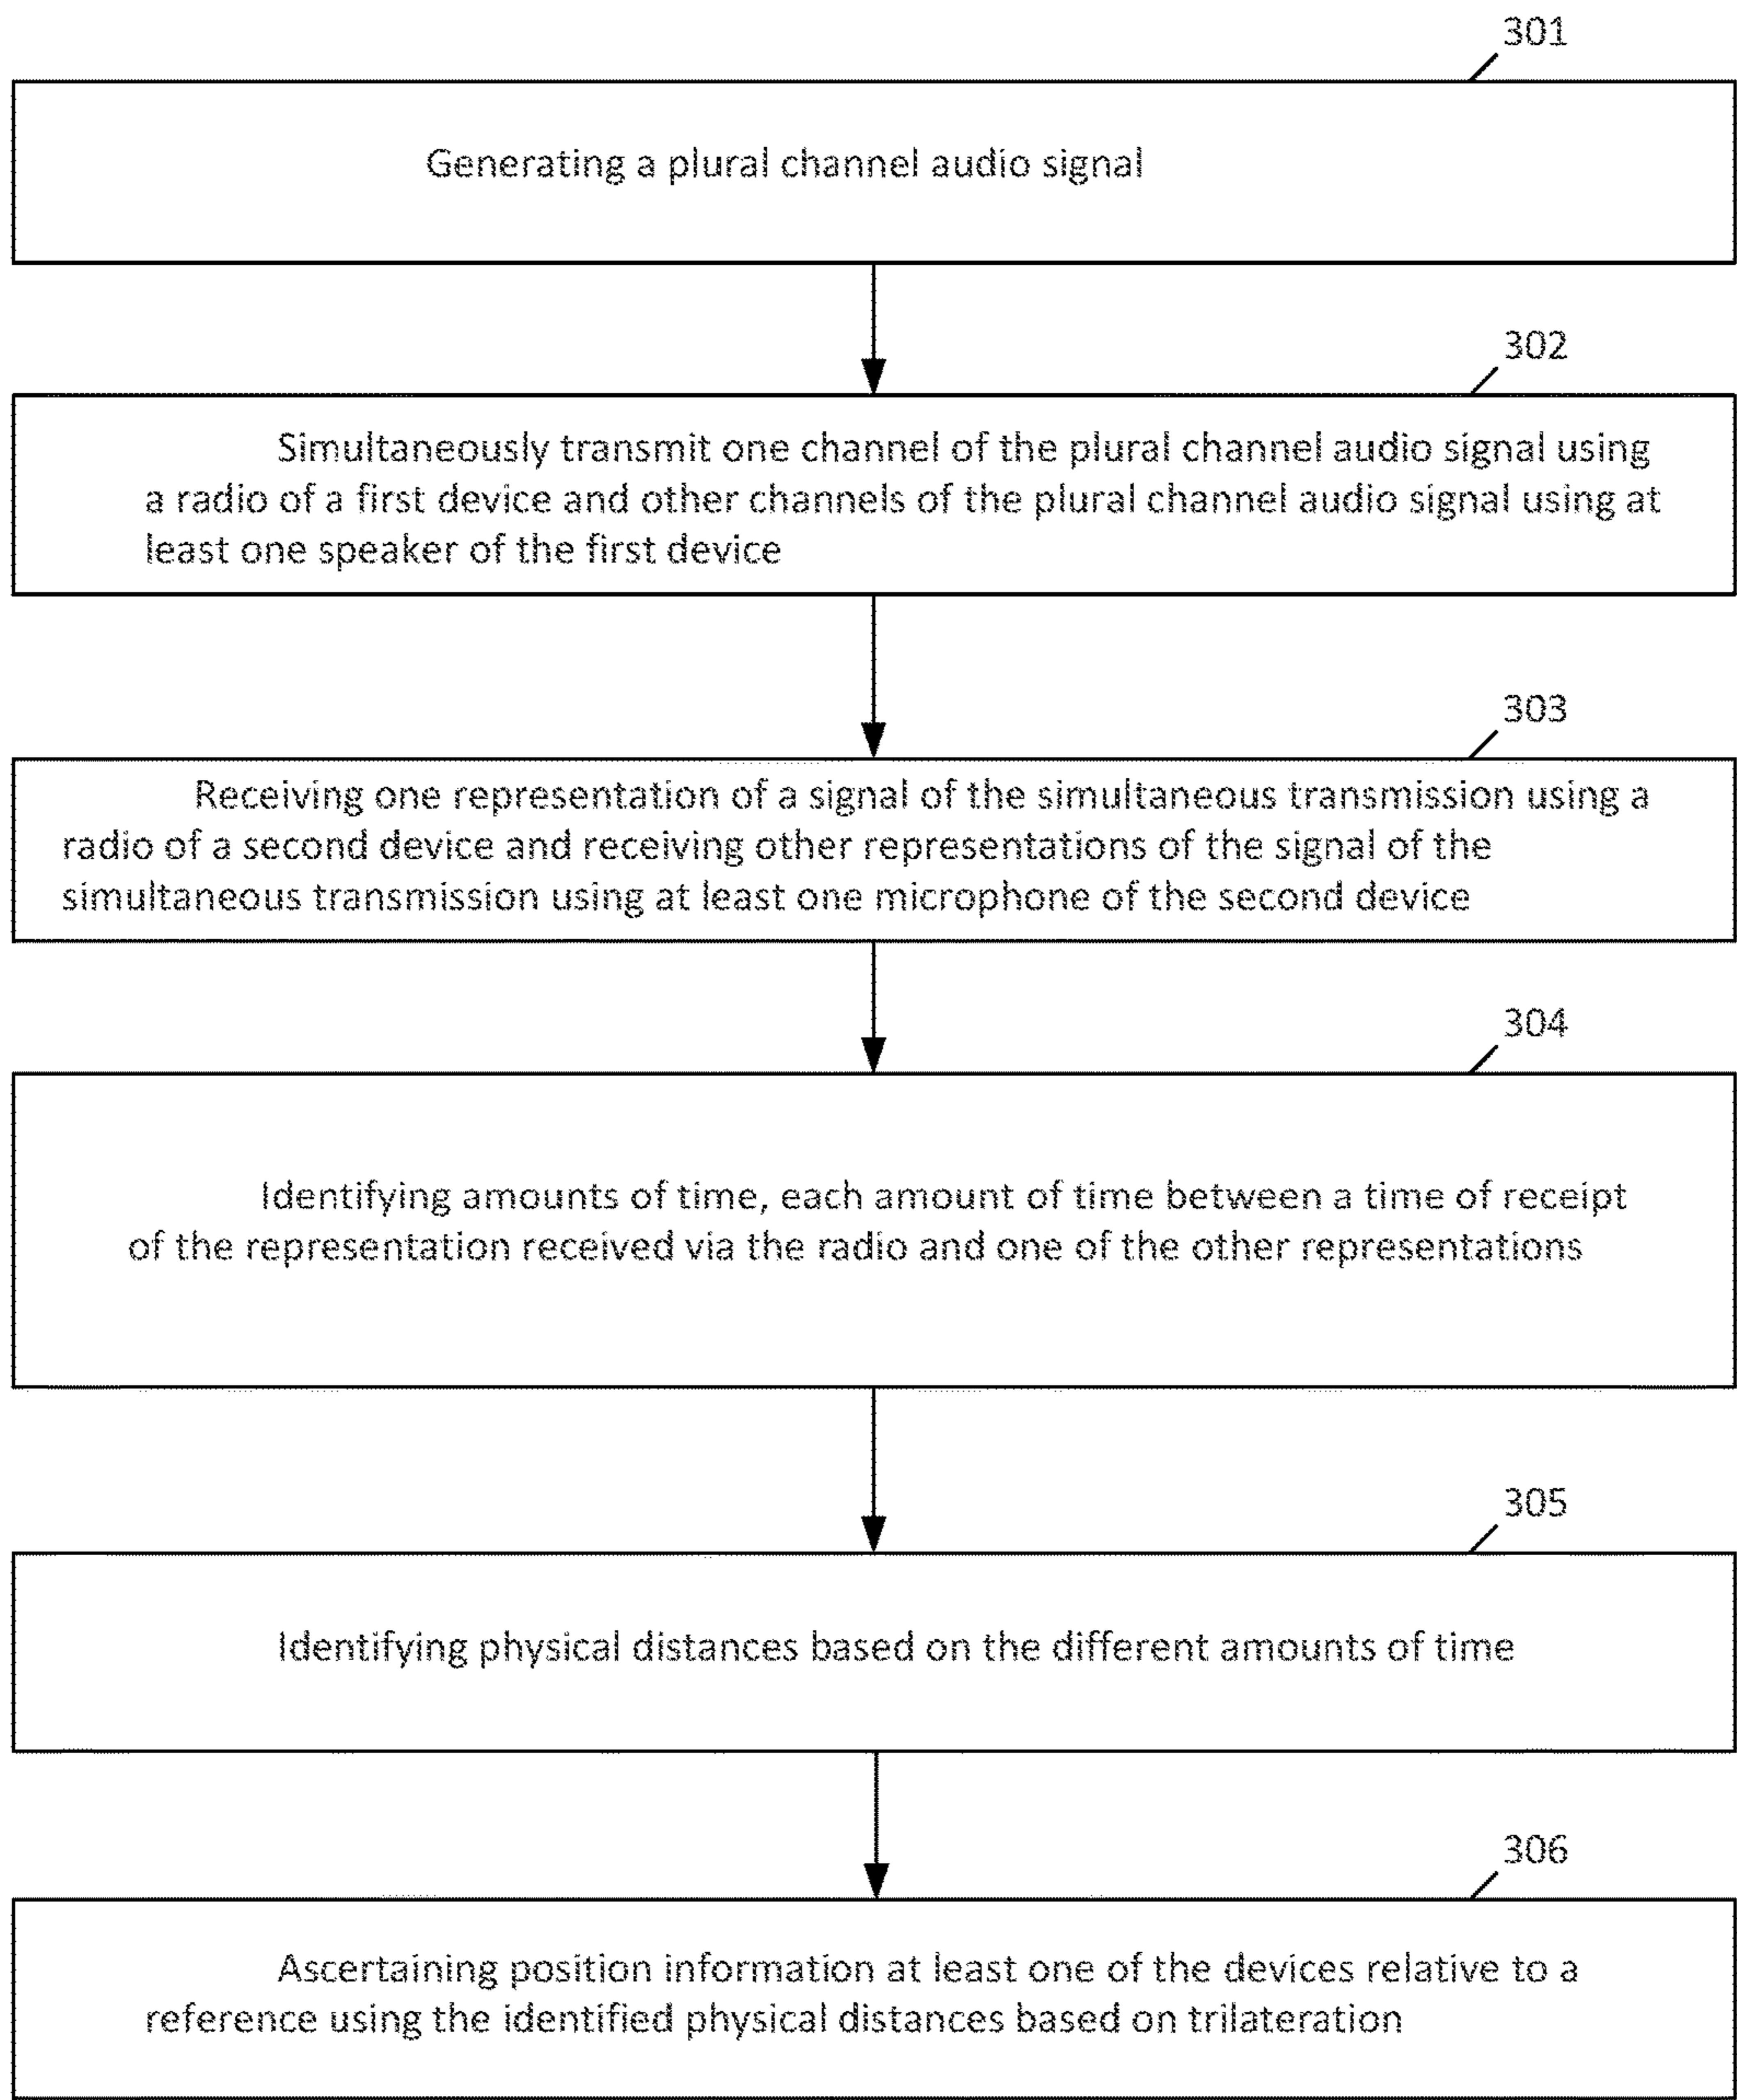 301
Generating a plural channel audio signal
302
Simultaneously transmit one channel of the plural channel audio signal using
a radio of a first device and other channels of the plural channel audio signal using at
least one speaker of the first device
303
Receiving one representation of a signal of the simultaneous transmission using a
radio of a second device and receiving other representations of the signal of the
simultaneous transmission using at least one microphone of the second device
304
Identifying amounts of time, each amount of time between a time of receipt
of the representation received via the radio and one of the other representations
305
Identifying physical distances based on the different amounts of time
306
Ascertaining position information at least one of the devices relative to a
reference using the identified physical distances based on trilateration